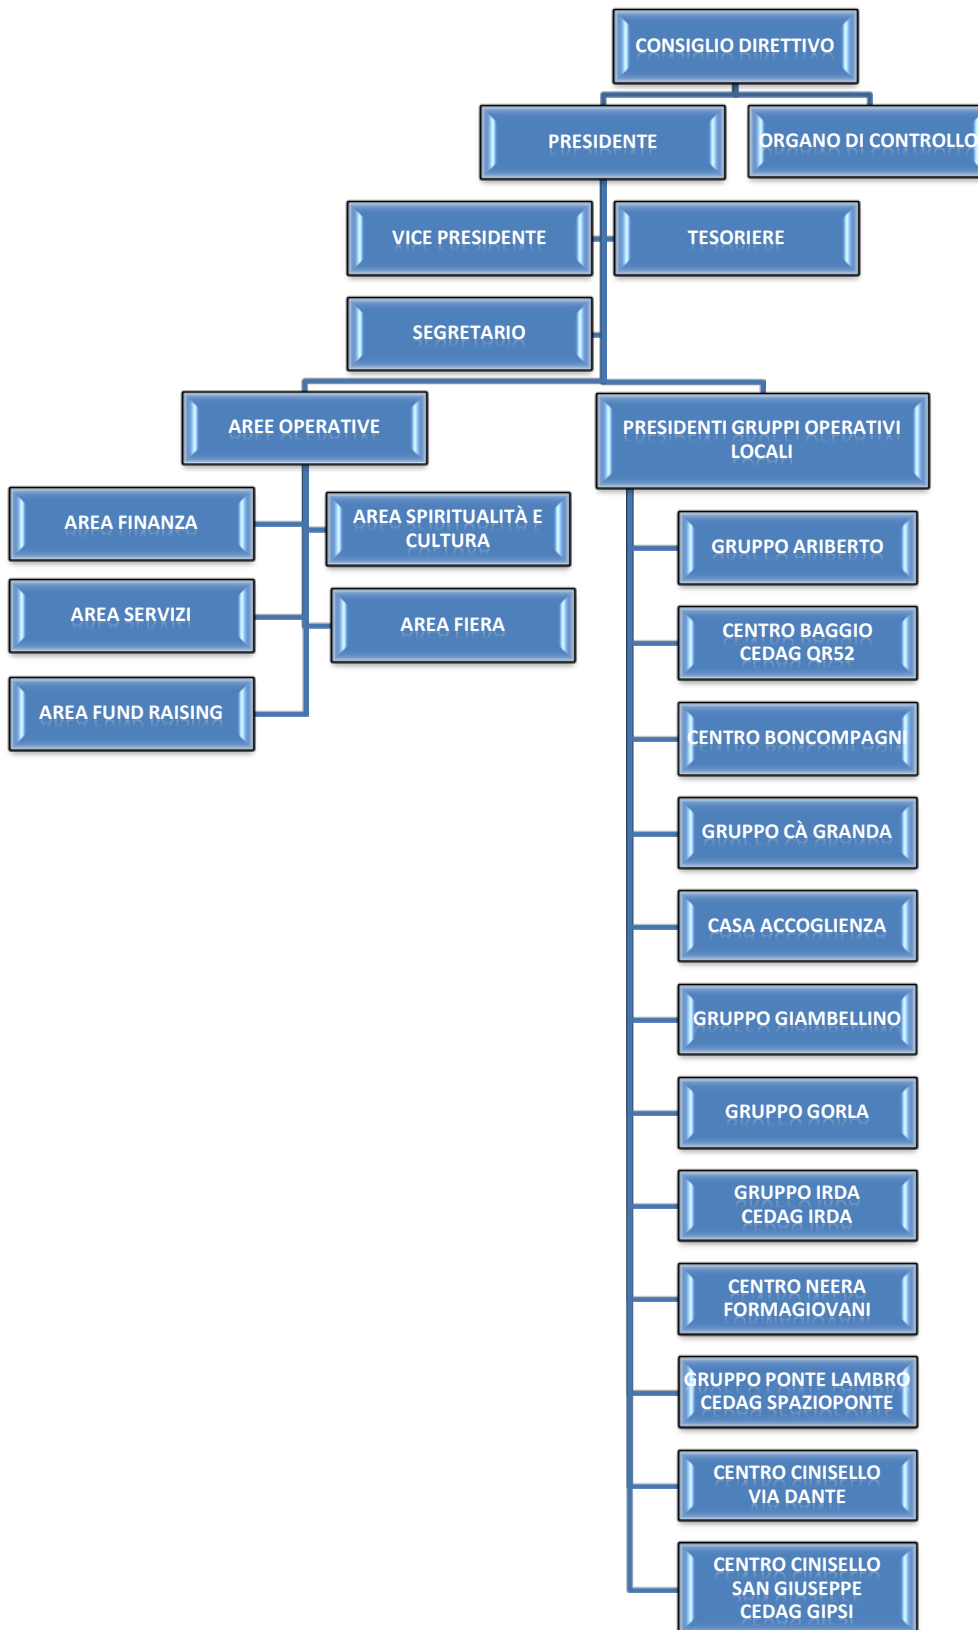 CONSIGLIO DIRETTIVO
PRESIDENTE
ORGANO DI CONTROLLO
VICE PRESIDENTE
TESORIERE
SEGRETARIO
AREE OPERATIVE
PRESIDENTI GRUPPI OPERATIVI
LOCALI
AREA FINANZA
AREA SPIRITUALITÀ E
CULTURA
AREA SERVIZI
AREA FIERA
AREA FUND RAISING
GRUPPO ARIBERTO
CENTRO BAGGIO
CEDAG QR52
CENTRO BONCOMPAGNI
GRUPPO CÀ GRANDA
CASA ACCOGLIENZA
GRUPPO GIAMBELLINO
GRUPPO GORLA
GRUPPO IRDA
CEDAG IRDA
CENTRO NEERA
FORMAGIOVANI
GRUPPO PONTE LAMBRO
CEDAG SPAZIOPONTE
CENTRO CINISELLO
VIA DANTE
CENTRO CINISELLO
SAN GIUSEPPE
CEDAG GIPSI